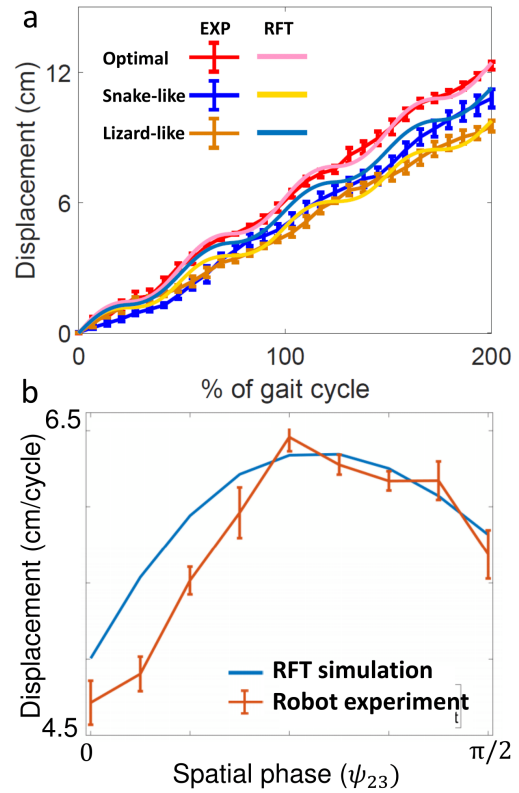 a
EXP RFT
Optimal
Snake-like
Lizard-like
12
6
0
Displacement (cm)
0 100 200
% of gait cycle
b
6.5
4.5
Displacement (cm/cycle)
RFT simulation
Robot experiment
t
0 π/2
Spatial phase (ψ23)